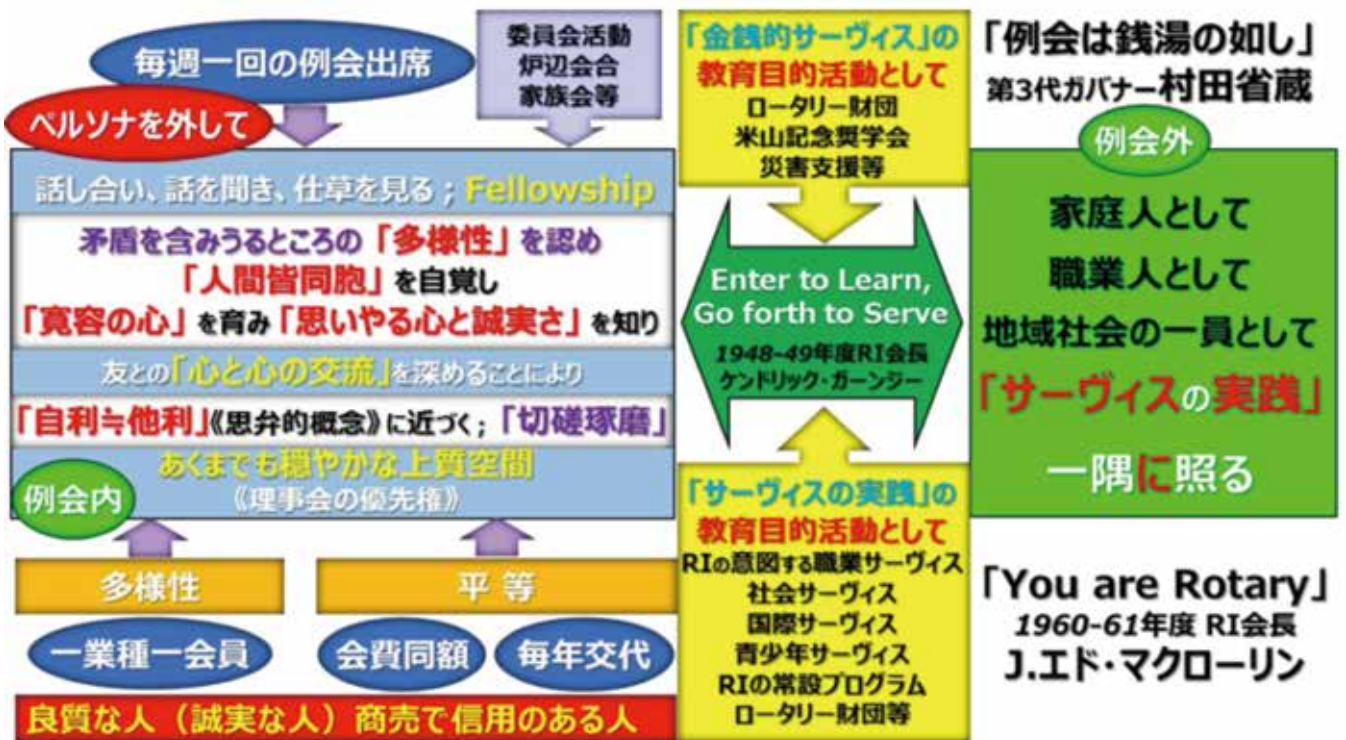 毎週一回の例会出席
ペルソナを外して
委員会活動
炉辺会合
家族会等
話し合い、話を聞き、仕草を見る；Fellowship
矛盾を含みうるところの「多様性」を認め
「人間皆同胞」を自覚し
「寛容の心」を育み「思いやる心と誠実さ」を知り
友との「心と心の交流」を深めることにより
「自利≒他利」《思弁的概念》に近づく；「切磋琢磨」
あくまでも穏やかな上質空間
《理事会の優先権》
例会内
多様性
平等
一業種一会員
会費同額
毎年交代
良質な人（誠実な人）商売で信用のある人
「金銭的サーヴィス」の
教育目的活動として
ロータリー財団
米山記念奨学会
災害支援等
Enter to Learn,
Go forth to Serve
1948-49年度RI会長
ケンドリック・ガーンジー
「サーヴィスの実践」の
教育目的活動として
RIの意図する職業サーヴィス
社会サーヴィス
国際サーヴィス
青少年サーヴィス
RIの常設プログラム
ロータリー財団等
「例会は銭湯の如し」
第3代ガバナー村田省蔵
例会外
家庭人として
職業人として
地域社会の一員として
「サーヴィスの実践」
一隅に照る
「You are Rotary」
1960-61年度 RI会長
J.エド・マクローリン